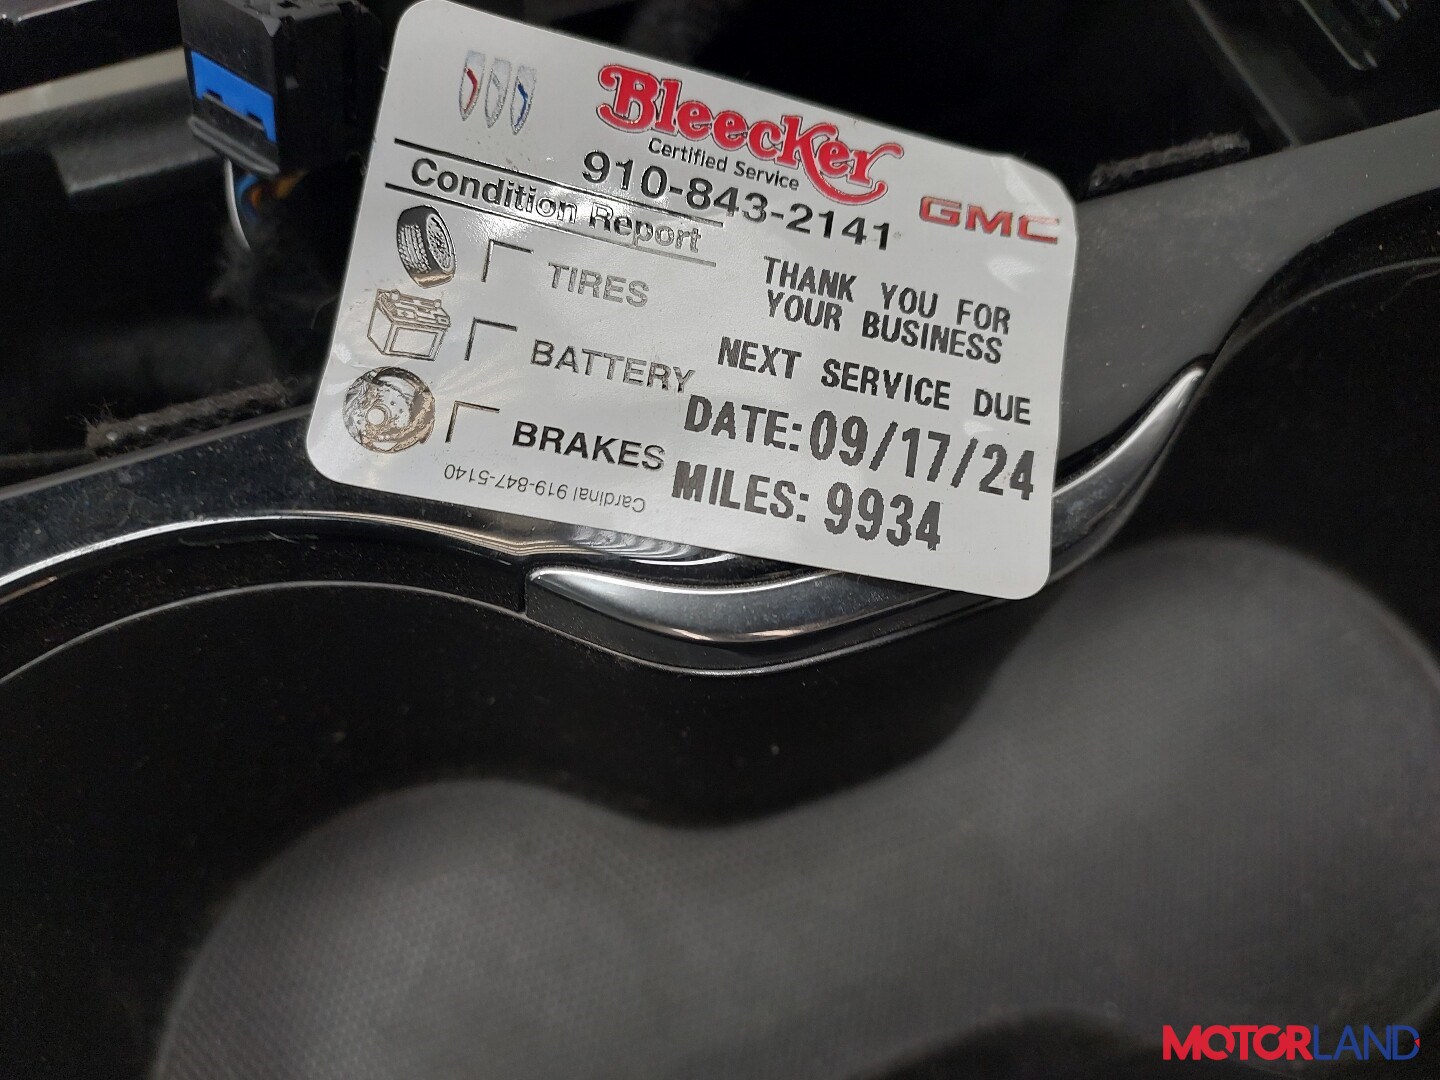 Bleecker
Certified Service
910-843-2141
GMC
Condition Report
TIRES
BATTERY
BRAKES
THANK YOU FOR
YOUR BUSINESS
NEXT SERVICE DUE
DATE: 09/17/24
MILES: 9934
Cardinal 919-847-5140
MOTORLAND